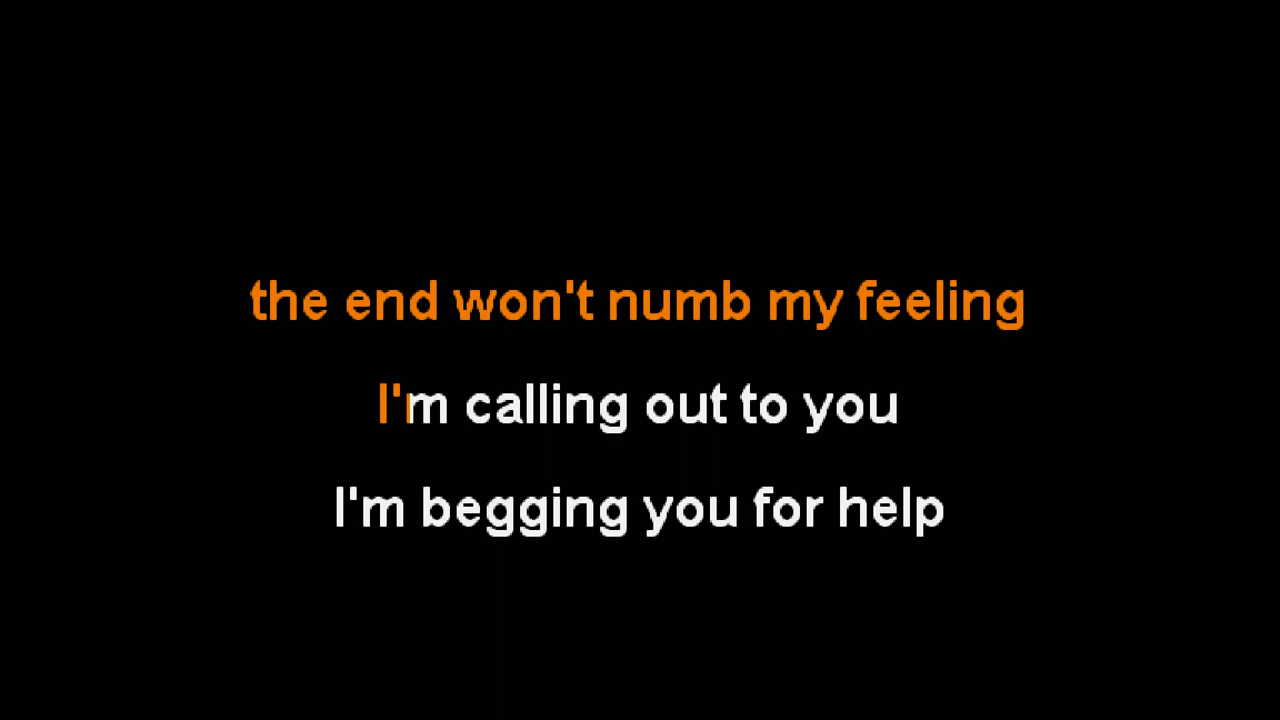 the end won't numb my feeling
I'm calling out to you
I'm begging you for help